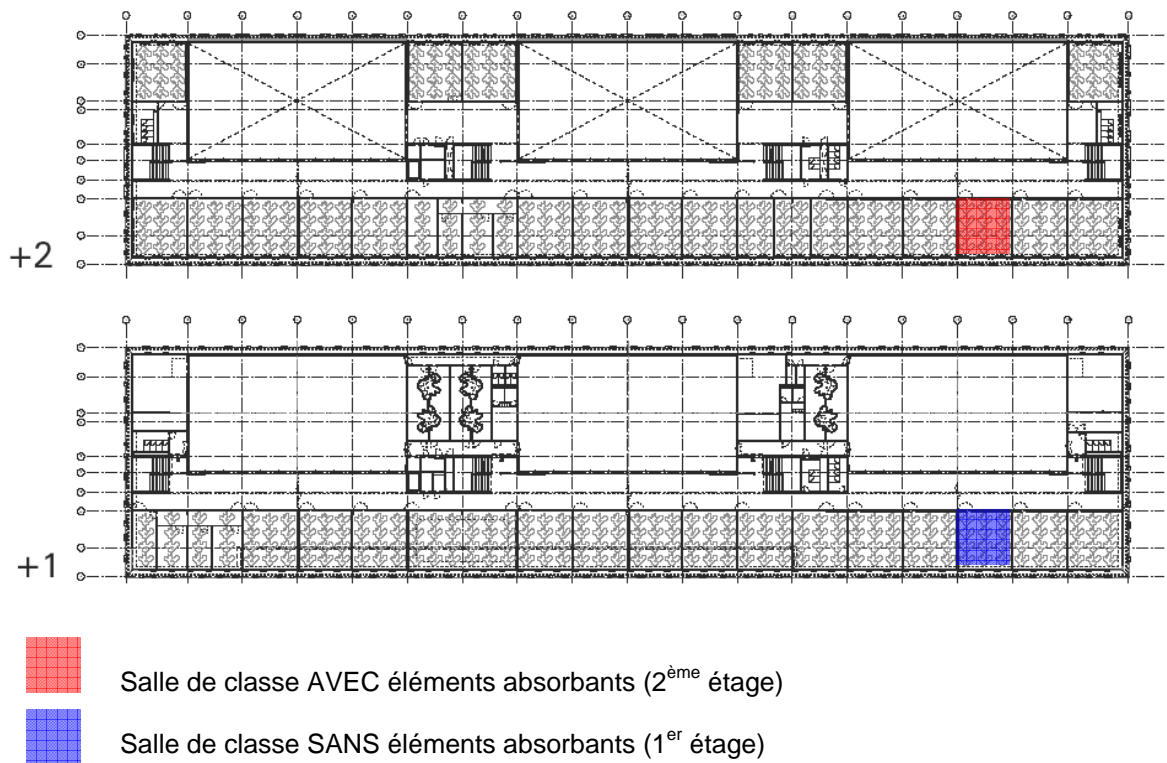 +2
+1
Salle de classe AVEC éléments absorbants (2ème étage)
Salle de classe SANS éléments absorbants (1er étage)